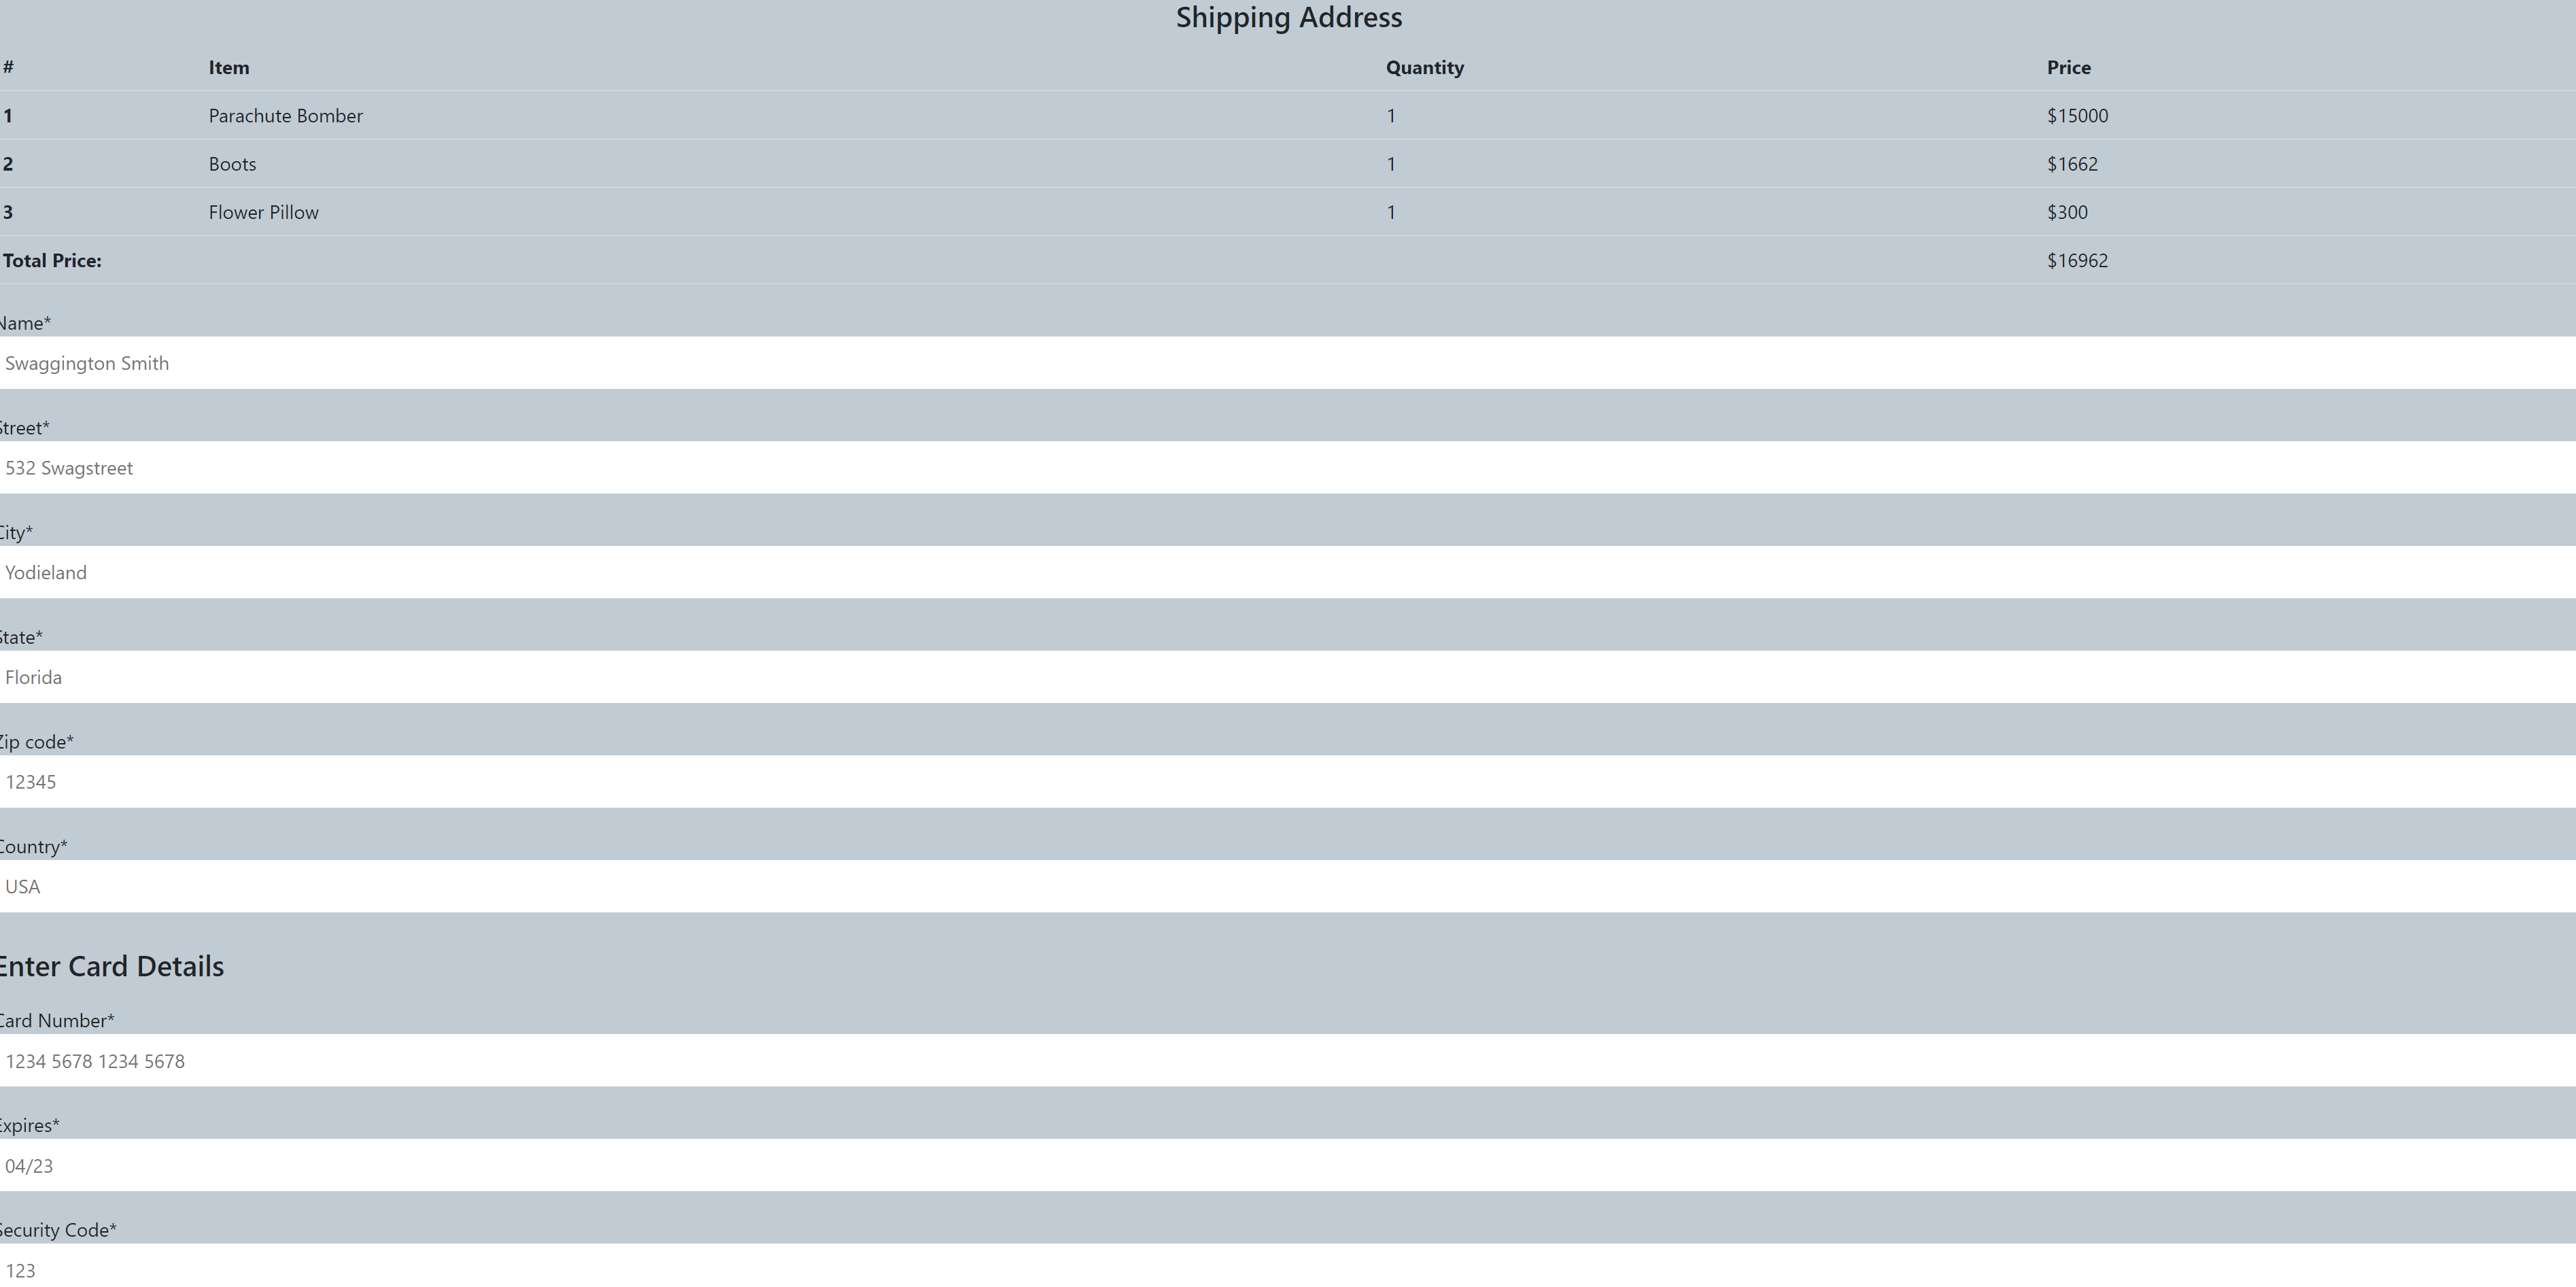 Shipping Address
# Item Quantity Price
1 Parachute Bomber 1 $15000
2 Boots 1 $1662
3 Flower Pillow 1 $300
Total Price: $16962
Name*
Swaggington Smith
Street*
532 Swagstreet
City*
Yodieland
State*
Florida
Zip code*
12345
Country*
USA
Enter Card Details
Card Number*
1234 5678 1234 5678
Expires*
04/23
Security Code*
123